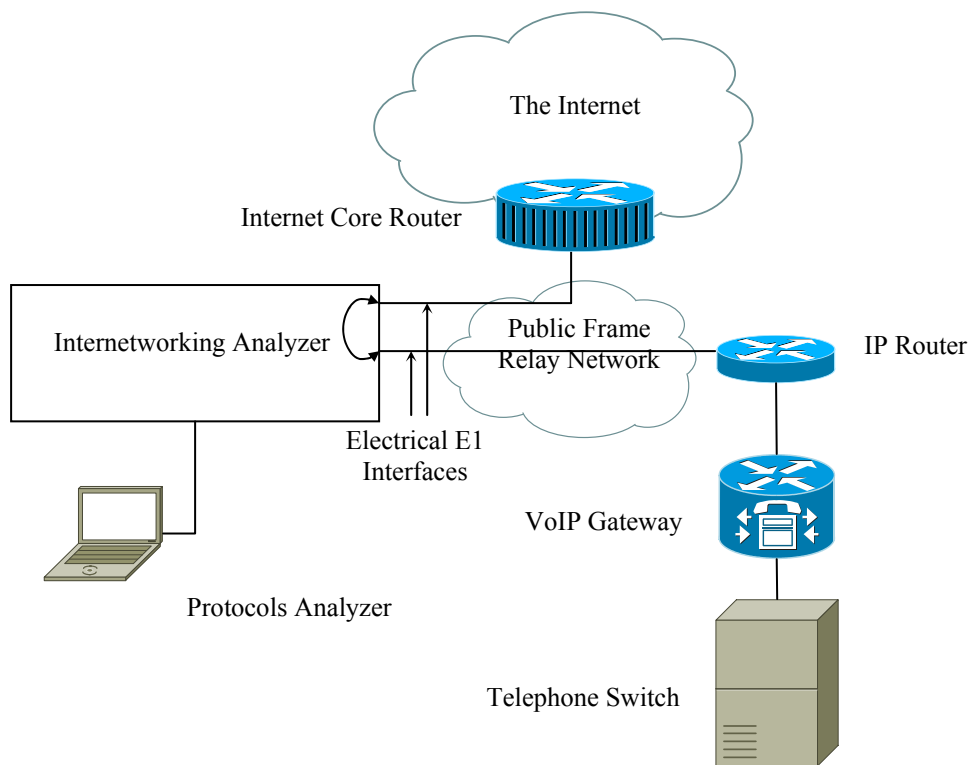 The Internet
Internet Core Router
Internetworking Analyzer
Public Frame
Relay Network
IP Router
Electrical E1
Interfaces
VoIP Gateway
Protocols Analyzer
Telephone Switch